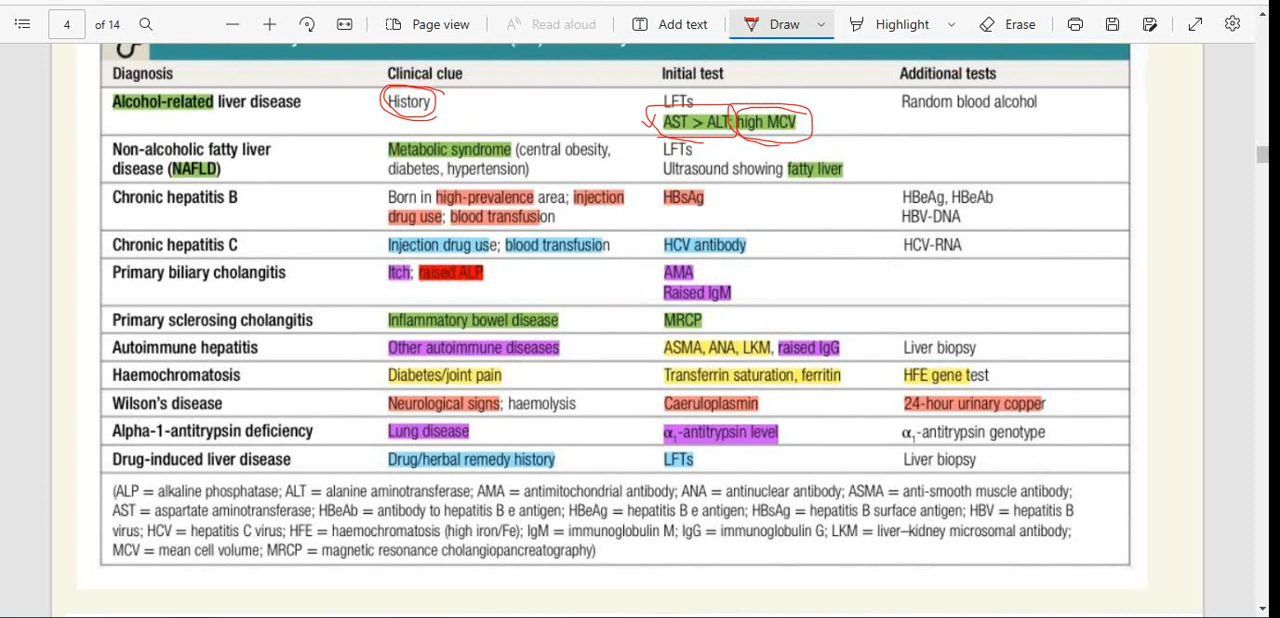 4 of 14 Page view Read aloud Add text Draw Highlight Erase
Diagnosis Clinical clue Initial test Additional tests
Alcohol-related liver disease History LFTs Random blood alcohol
AST > ALT; high MCV
Non-alcoholic fatty liver Metabolic syndrome (central obesity, LFTs
disease (NAFLD) diabetes, hypertension) Ultrasound showing fatty liver
Chronic hepatitis B Born in high-prevalence area; injection HBsAg HBeAg, HBeAb
drug use; blood transfusion HBV-DNA
Chronic hepatitis C Injection drug use; blood transfusion HCV antibody HCV-RNA
Primary biliary cholangitis Itch; raised ALP AMA
Raised IgM
Primary sclerosing cholangitis Inflammatory bowel disease MRCP
Autoimmune hepatitis Other autoimmune diseases ASMA, ANA, LKM, raised IgG Liver biopsy
Haemochromatosis Diabetes/joint pain Transferrin saturation, ferritin HFE gene test
Wilson's disease Neurological signs; haemolysis Caeruloplasmin 24-hour urinary copper
Alpha-1-antitrypsin deficiency Lung disease α₁-antitrypsin level α₁-antitrypsin genotype
Drug-induced liver disease Drug/herbal remedy history LFTs Liver biopsy
(ALP = alkaline phosphatase; ALT = alanine aminotransferase; AMA = antimitochondrial antibody; ANA = antinuclear antibody; ASMA = anti-smooth muscle antibody;
AST = aspartate aminotransferase; HBeAb = antibody to hepatitis B e antigen; HBeAg = hepatitis B e antigen; HBsAg = hepatitis B surface antigen; HBV = hepatitis B
virus; HCV = hepatitis C virus; HFE = haemochromatosis (high iron/Fe); IgM = immunoglobulin M; IgG = immunoglobulin G; LKM = liver–kidney microsomal antibody;
MCV = mean cell volume; MRCP = magnetic resonance cholangiopancreatography)